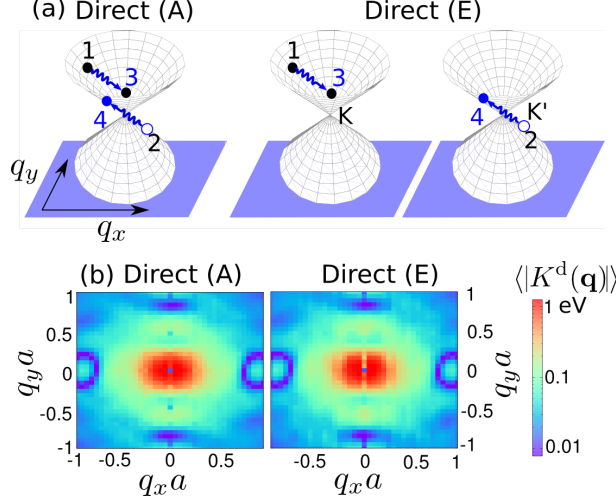 (a) Direct (A) Direct (E)
1 1
3 3
4 K 4 K'
2 2
q_y
q_x
(b) Direct (A) Direct (E) ⟨|K^d(q)|⟩
1 1 1 eV
0.5 0.5
q_y a 0 0 q_y a 0.1
-0.5 -0.5
-1 -1 0.01
-1 -0.5 0 0.5 -1 -0.5 0 0.5 1
q_x a q_x a